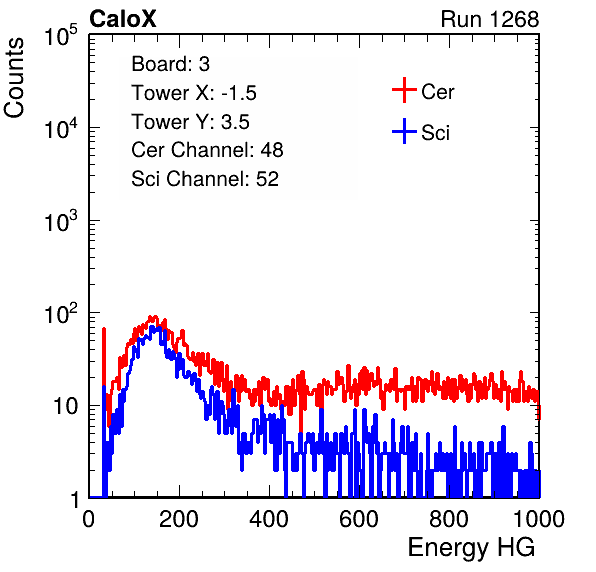 CaloX Run 1268
Counts
10^5
10^4
10^3
10^2
10
1
Board: 3
Tower X: -1.5
Tower Y: 3.5
Cer Channel: 48
Sci Channel: 52
Cer
Sci
0 200 400 600 800 1000
Energy HG